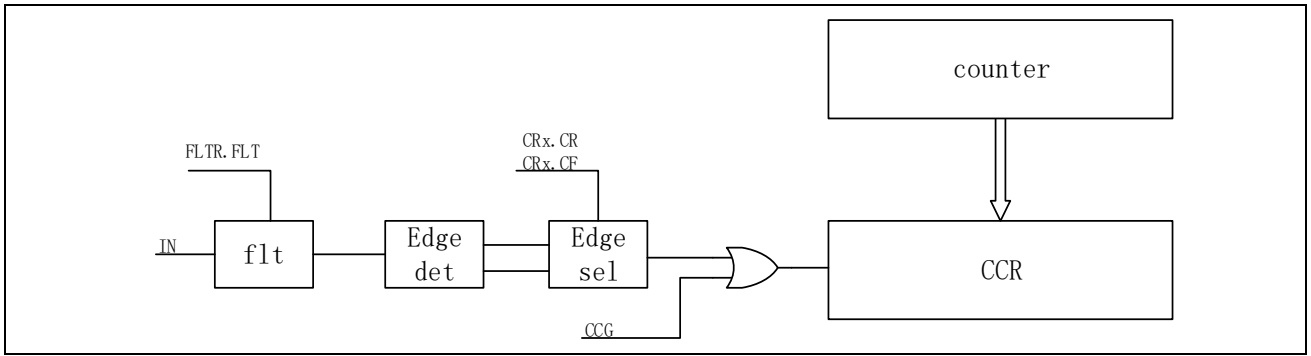 counter
CRx.CR
CRx.CF
FLTR.FLT
IN
flt
Edge
det
Edge
sel
CCR
CCG